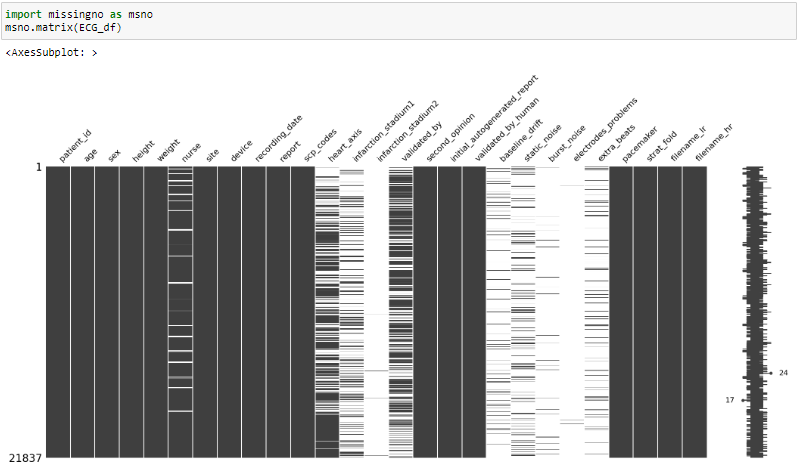 import missingno as msno
msno.matrix(ECG_df)
<AxesSubplot: >
patient_id
age
sex
height
weight
nurse
site
device
recording_date
report
scp_codes
heart_axis
infarction_stadium1
infarction_stadium2
validated_by
second_opinion
initial_autogenerated_report
validated_by_human
baseline_drift
static_noise
burst_noise
electrodes_problems
extra_beats
pacemaker
strat_fold
filename_lr
filename_hr
1
24
17
21837